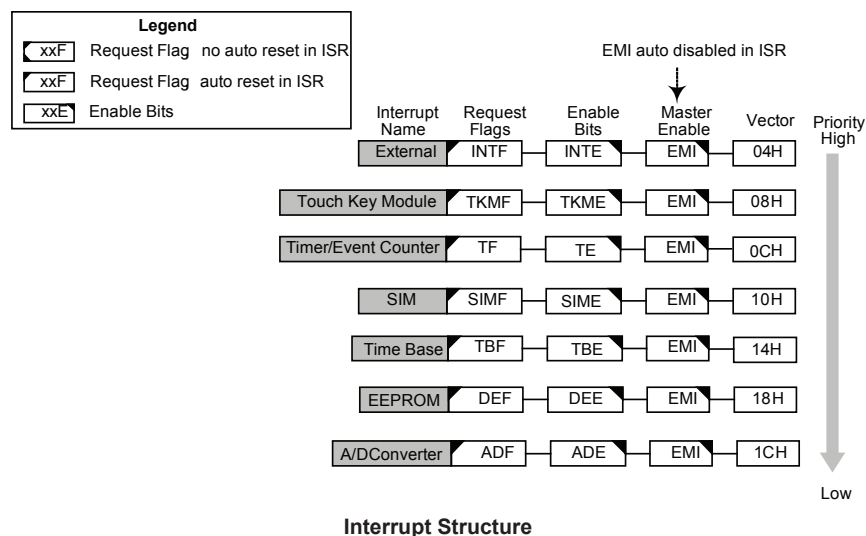 Legend
xxF Request Flag no auto reset in ISR
xxF Request Flag auto reset in ISR
xxE Enable Bits
EMI auto disabled in ISR
Interrupt Name Request Flags Enable Bits Master Enable Vector Priority
High
External INTF INTE EMI 04H
Touch Key Module TKMF TKME EMI 08H
Timer/Event Counter TF TE EMI 0CH
SIM SIMF SIME EMI 10H
Time Base TBF TBE EMI 14H
EEPROM DEF DEE EMI 18H
A/DConverter ADF ADE EMI 1CH
Low
Interrupt Structure